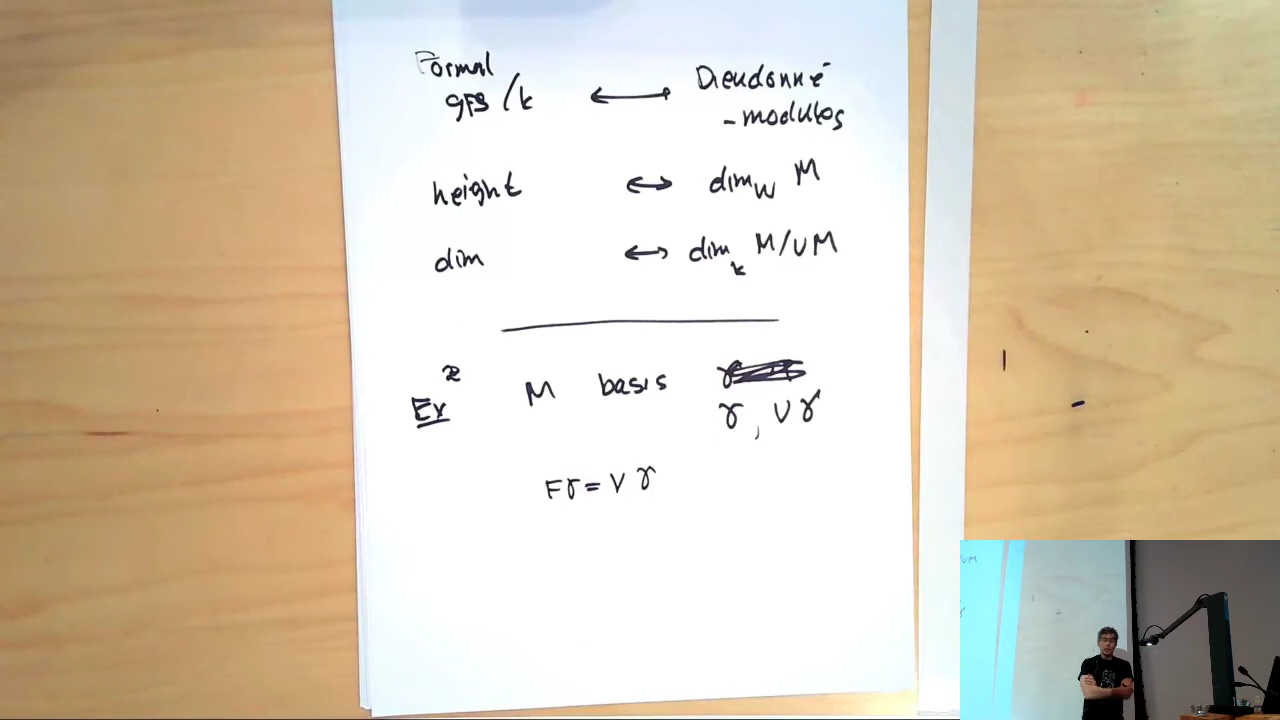 Formal
gps /k ⟷ Dieudonné
- modules
height ↔ dim_W M
dim ↔ dim_k M/VM
Ex M basis
γ, Vγ
Fγ = Vγ